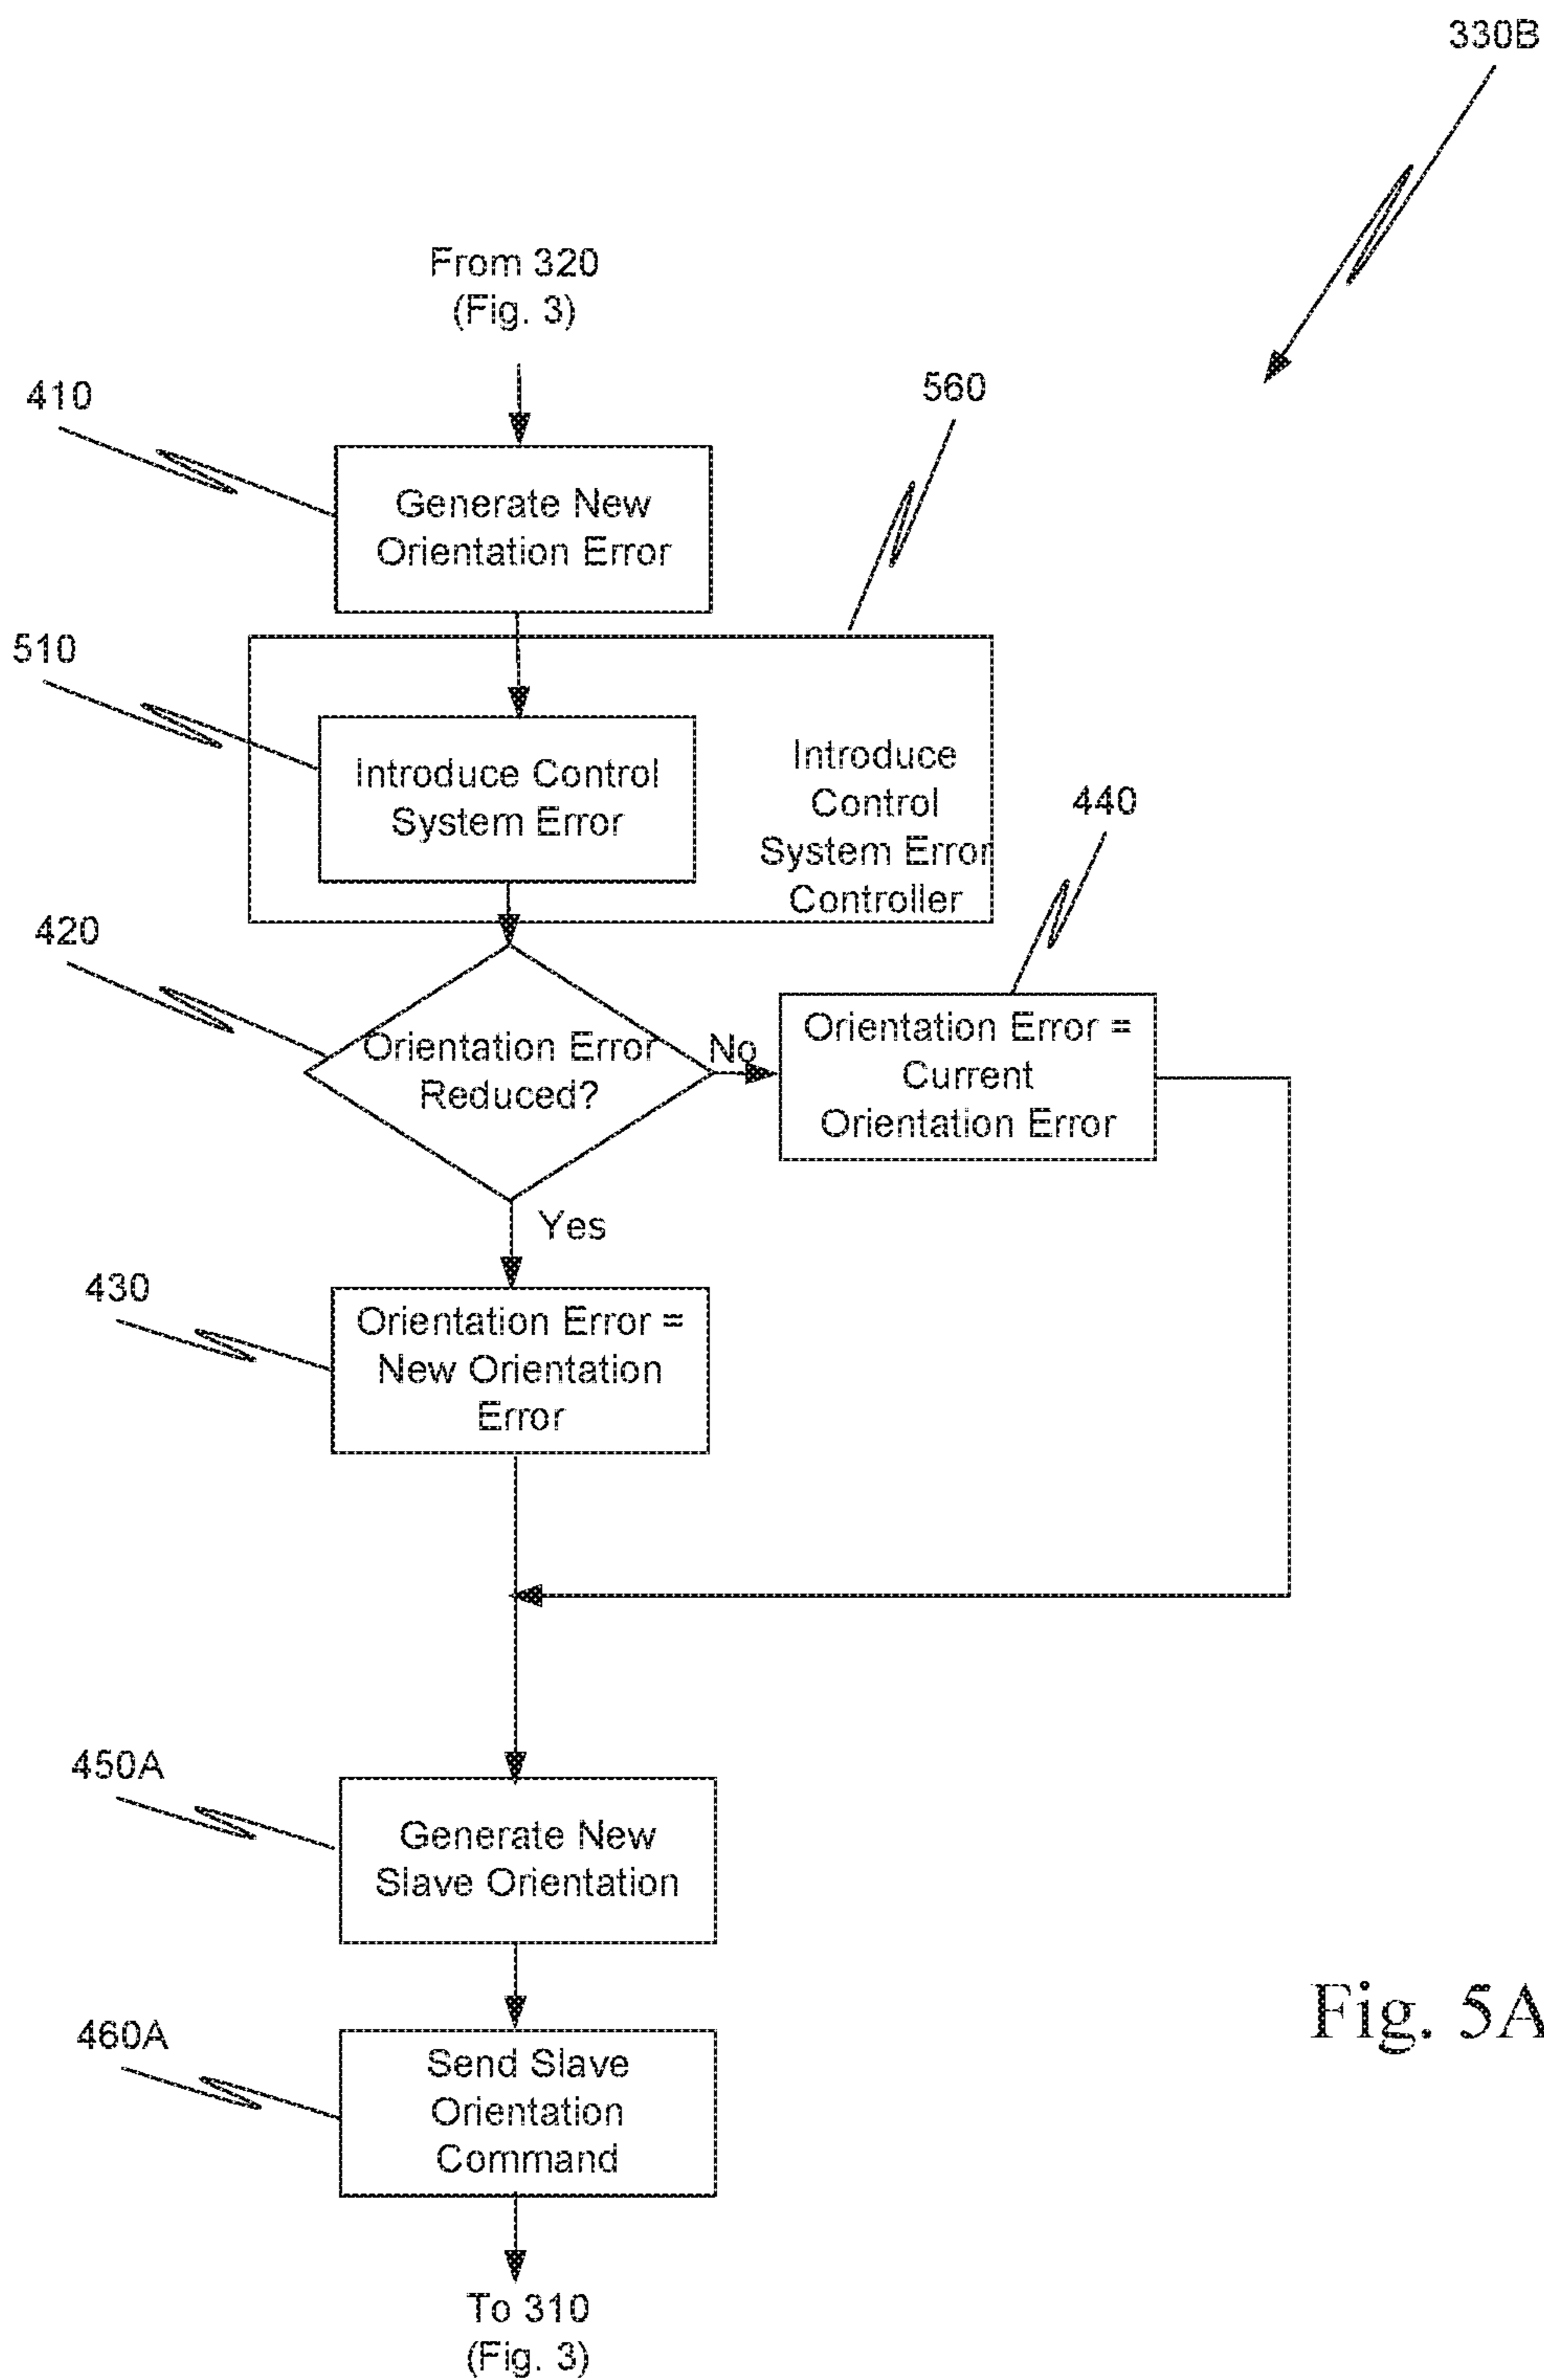 330B
From 320
(Fig. 3)
410
560
Generate New
Orientation Error
510
Introduce Control
System Error
Introduce
Control
System Error
Controller
440
420
Orientation Error
Reduced?
No
Orientation Error =
Current
Orientation Error
Yes
430
Orientation Error =
New Orientation
Error
450A
Generate New
Slave Orientation
460A
Send Slave
Orientation
Command
Fig. 5A
To 310
(Fig. 3)